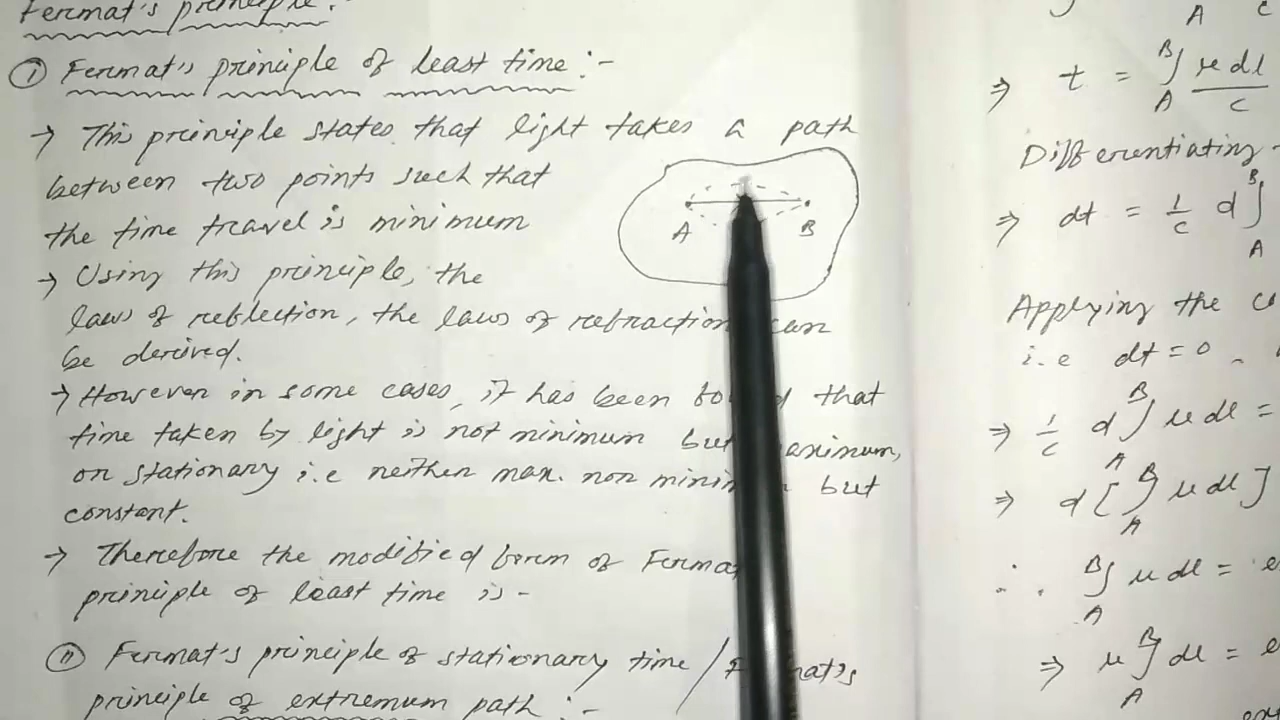 Fermat's principle :-
① Fermat's principle of least time :-
→ This principle states that light takes a path
between two points such that
the time travel is minimum
A B
→ Using this principle, the
laws of reflection, the laws of refraction can
be derived.
→ However in some cases, it has been that
time taken by light is not minimum but
or stationary i.e neither max. nor but
constant.
→ Therefore the modified form of
principle of least time is -
② Fermat's principle of stationary time /
principle of extremum path :-
A c
⇒ t = ∫ μ dl / c
B
A
Differentiating
⇒ dt = 1/c d ∫
B
A
Applying the
i.e dt = 0
⇒ 1/c d ∫ μ dl =
B
A
⇒ d [ ∫ μ dl ]
B
A
∴ ∫ μ dl =
B
A
⇒ μ ∫ dl =
B
A